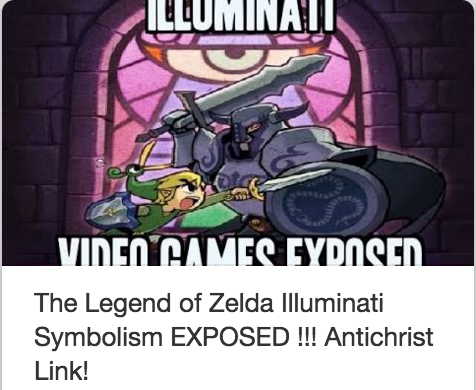 ILLUMINATI
VIDEO GAMES EXPOSED
The Legend of Zelda Illuminati
Symbolism EXPOSED !!! Antichrist
Link!